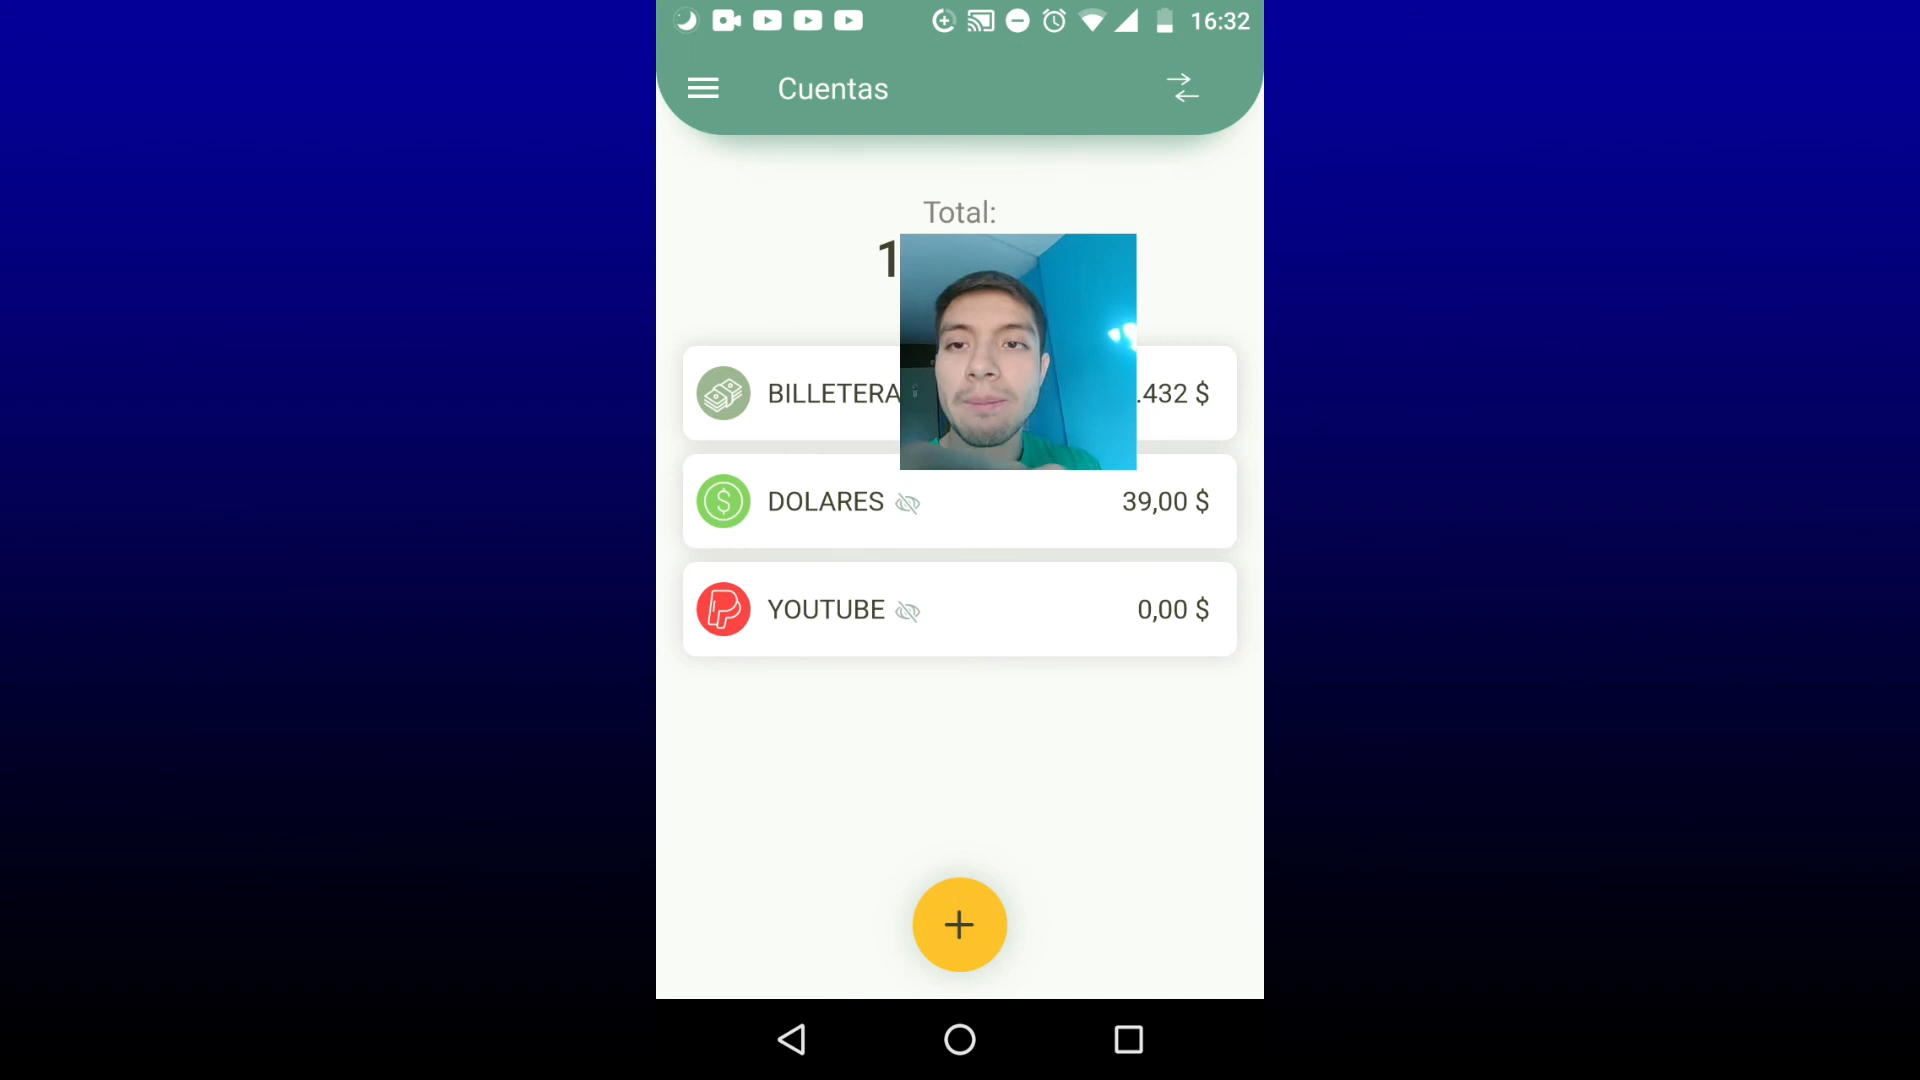 16:32
Cuentas
Total:
1
BILLETERA .432 $
DOLARES 39,00 $
YOUTUBE 0,00 $